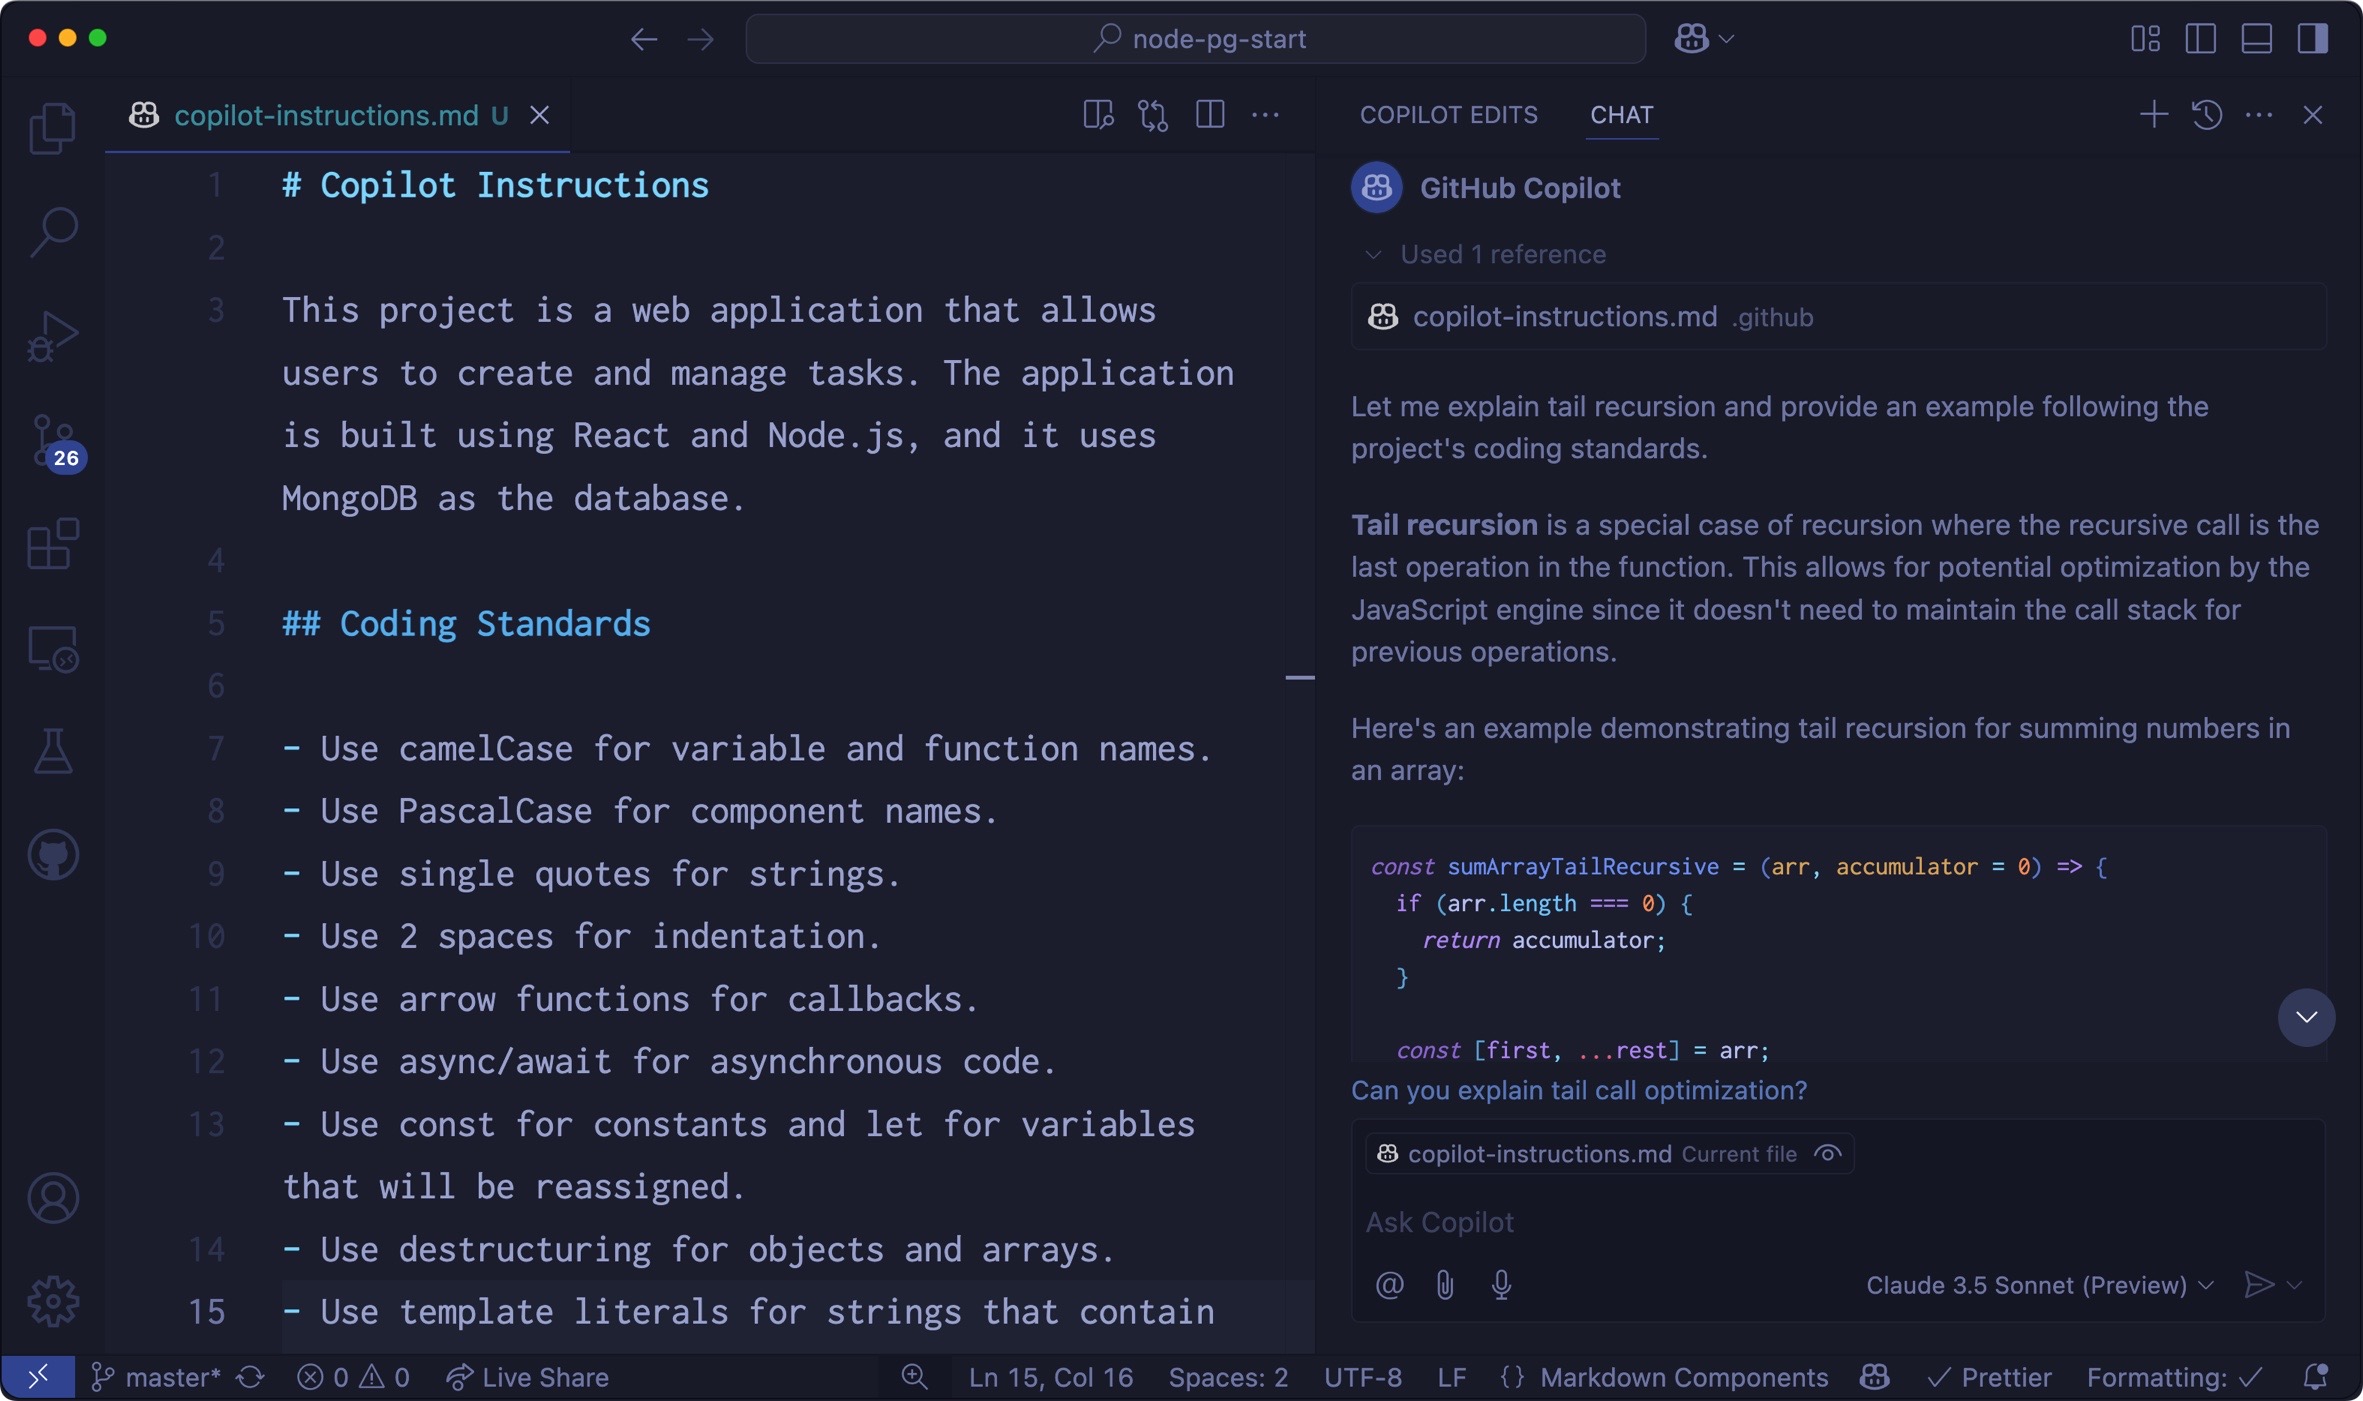 node-pg-start
copilot-instructions.md U
COPILOT EDITS CHAT
1 # Copilot Instructions
2
3 This project is a web application that allows
users to create and manage tasks. The application
is built using React and Node.js, and it uses
MongoDB as the database.
4
5 ## Coding Standards
6
7 - Use camelCase for variable and function names.
8 - Use PascalCase for component names.
9 - Use single quotes for strings.
10 - Use 2 spaces for indentation.
11 - Use arrow functions for callbacks.
12 - Use async/await for asynchronous code.
13 - Use const for constants and let for variables
that will be reassigned.
14 - Use destructuring for objects and arrays.
15 - Use template literals for strings that contain
26
GitHub Copilot
Used 1 reference
copilot-instructions.md .github
Let me explain tail recursion and provide an example following the
project's coding standards.
Tail recursion is a special case of recursion where the recursive call is the
last operation in the function. This allows for potential optimization by the
JavaScript engine since it doesn't need to maintain the call stack for
previous operations.
Here's an example demonstrating tail recursion for summing numbers in
an array:
const sumArrayTailRecursive = (arr, accumulator = 0) => {
if (arr.length === 0) {
return accumulator;
}
const [first, ...rest] = arr;
Can you explain tail call optimization?
copilot-instructions.md Current file
Ask Copilot
@ Claude 3.5 Sonnet (Preview)
master* 0 0 Live Share Ln 15, Col 16 Spaces: 2 UTF-8 LF {} Markdown Components Prettier Formatting: